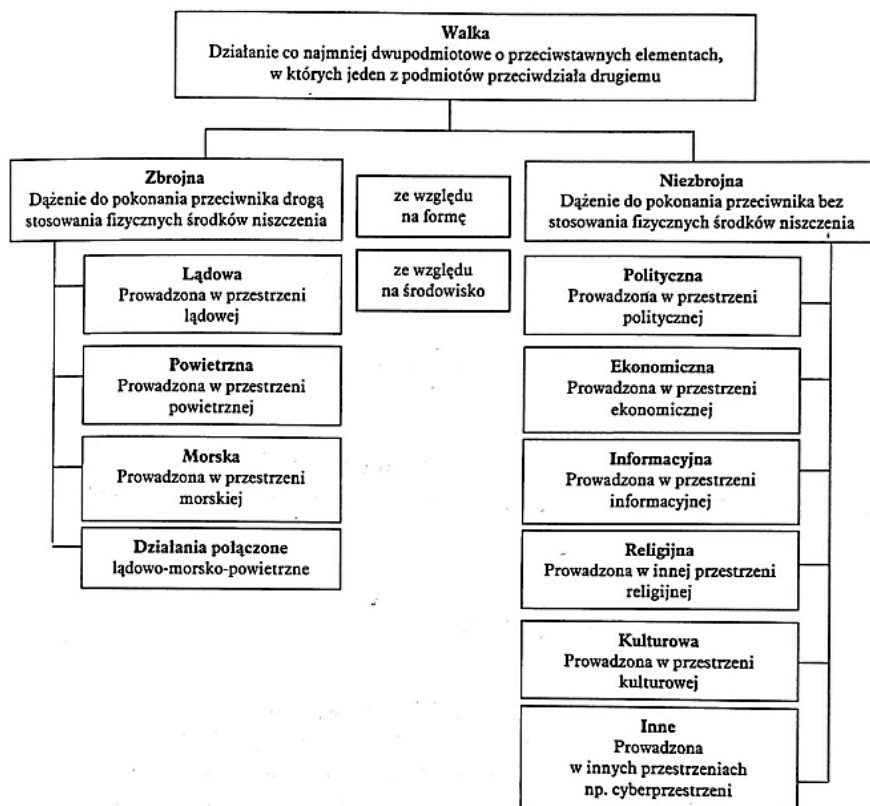 Walka
Działanie co najmniej dwupodmiotowe o przeciwstawnych elementach,
w których jeden z podmiotów przeciwdziała drugiemu
Zbrojna
Dążenie do pokonania przeciwnika drogą
stosowania fizycznych środków niszczenia
ze względu
na formę
Niezbrojna
Dążenie do pokonania przeciwnika bez
stosowania fizycznych środków niszczenia
ze względu
na środowisko
Lądowa
Prowadzona w przestrzeni
lądowej
Powietrzna
Prowadzona w przestrzeni
powietrznej
Morska
Prowadzona w przestrzeni
morskiej
Działania połączone
lądowo-morsko-powietrzne
Polityczna
Prowadzona w przestrzeni
politycznej
Ekonomiczna
Prowadzona w przestrzeni
ekonomicznej
Informacyjna
Prowadzona w przestrzeni
informacyjnej
Religijna
Prowadzona w innej przestrzeni
religijnej
Kulturowa
Prowadzona w przestrzeni
kulturowej
Inne
Prowadzona
w innych przestrzeniach
np. cyberprzestrzeni